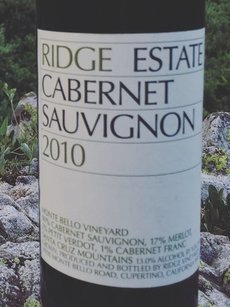 RIDGE ESTATE
CABERNET
SAUVIGNON
2010
MONTE BELLO VINEYARD
CABERNET SAUVIGNON, 17% MERLOT,
PETIT VERDOT, 1% CABERNET FRANC
SANTA CRUZ MOUNTAINS 13.0% ALCOHOL
PRODUCED AND BOTTLED BY RIDGE
MONTE BELLO ROAD, CUPERTINO, CALIFORNIA